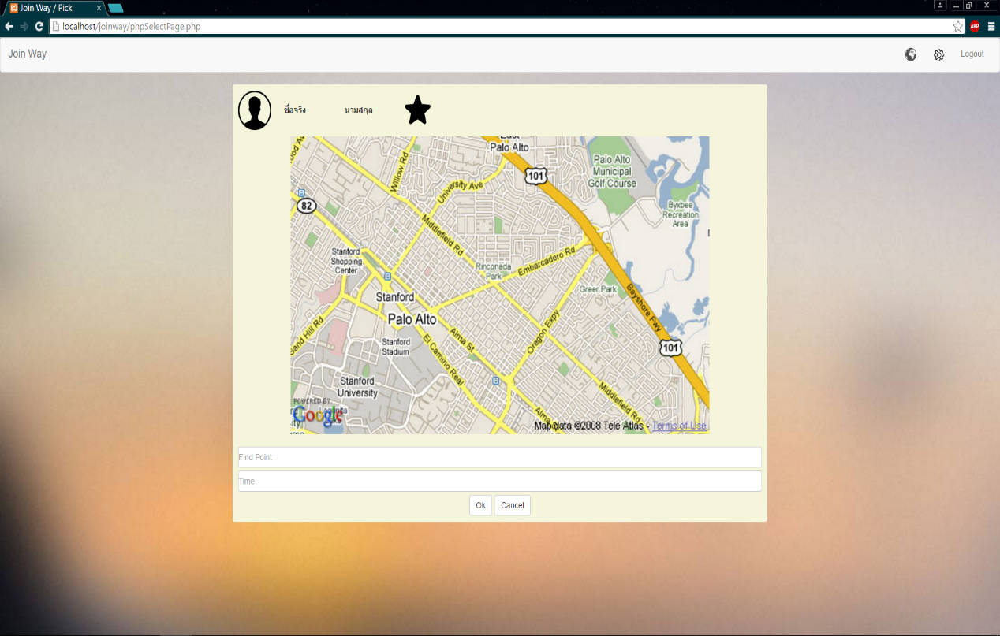 Join Way / Pick
localhost/joinway/phpSelectPage.php
ABP
Join Way
Logout
ชื่อจริง นามสกุล
East
Palo Alto
Willow Rd
University Ave
101
Palo Alto
Municipal
Golf Course
82
Byxbee
Recreation
Area
Middlefield Rd
Stanford
Shopping
Center
Embarcadero Rd
Rinconada
Park
Greer Park
Bayshore Fwy
Stanford
Palo Alto
Sand Hill Rd
Alma St
Oregon Expy
El Camino Real
Stanford
Stadium
101
Stanford
University
Middlefield Rd
POWERED BY
Google
Alma
Map data ©2008 Tele Atlas - Terms of Use
Find Point
Time
Ok Cancel